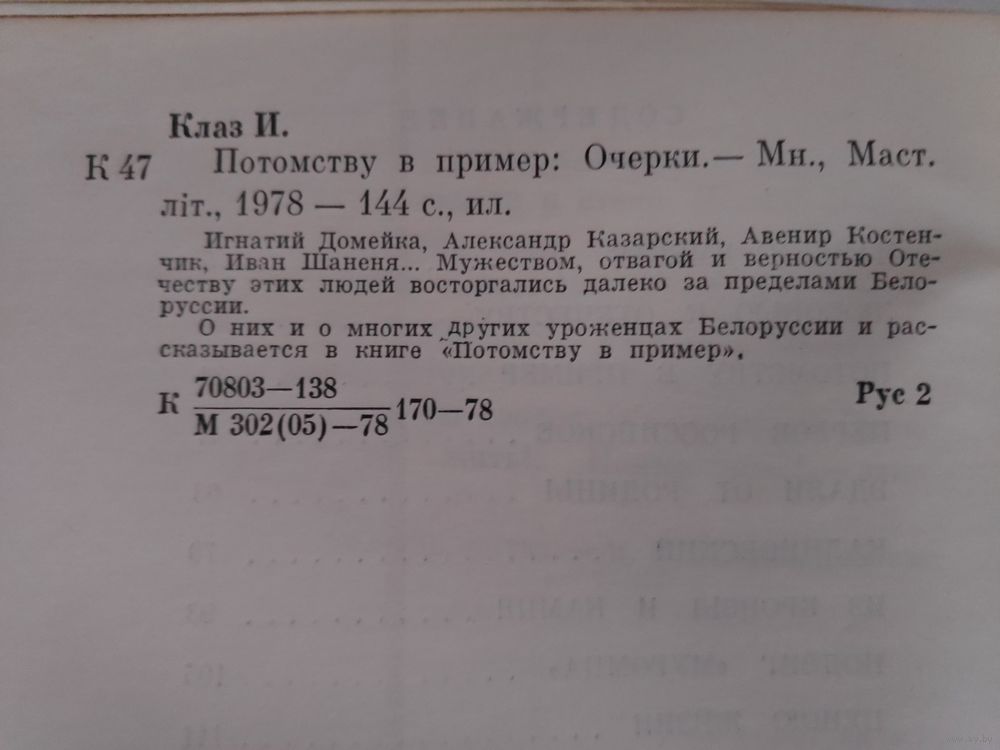 Клаз И.
К 47 Потомству в пример: Очерки.— Мн., Маст.
літ., 1978 — 144 с., ил.
Игнатий Домейка, Александр Казарский, Авенир Костен-
чик, Иван Шаненя... Мужеством, отвагой и верностью Оте-
честву этих людей восторгались далеко за пределами Бело-
руссии.
О них и о многих других уроженцах Белоруссии и рас-
сказывается в книге «Потомству в пример».
70803—138
К М 302(05)—78 170—78 Рус 2